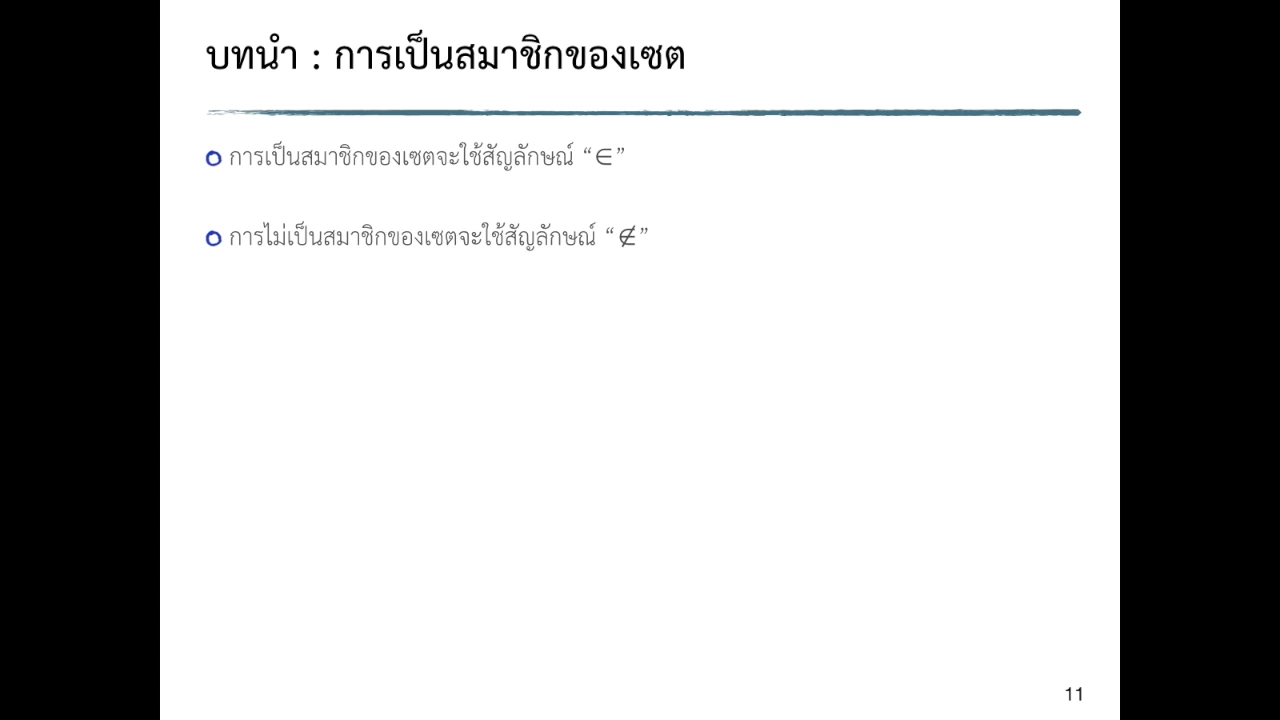 บทนำ : การเป็นสมาชิกของเซต
การเป็นสมาชิกของเซตจะใช้สัญลักษณ์ “∈”
การไม่เป็นสมาชิกของเซตจะใช้สัญลักษณ์ “∉”
11